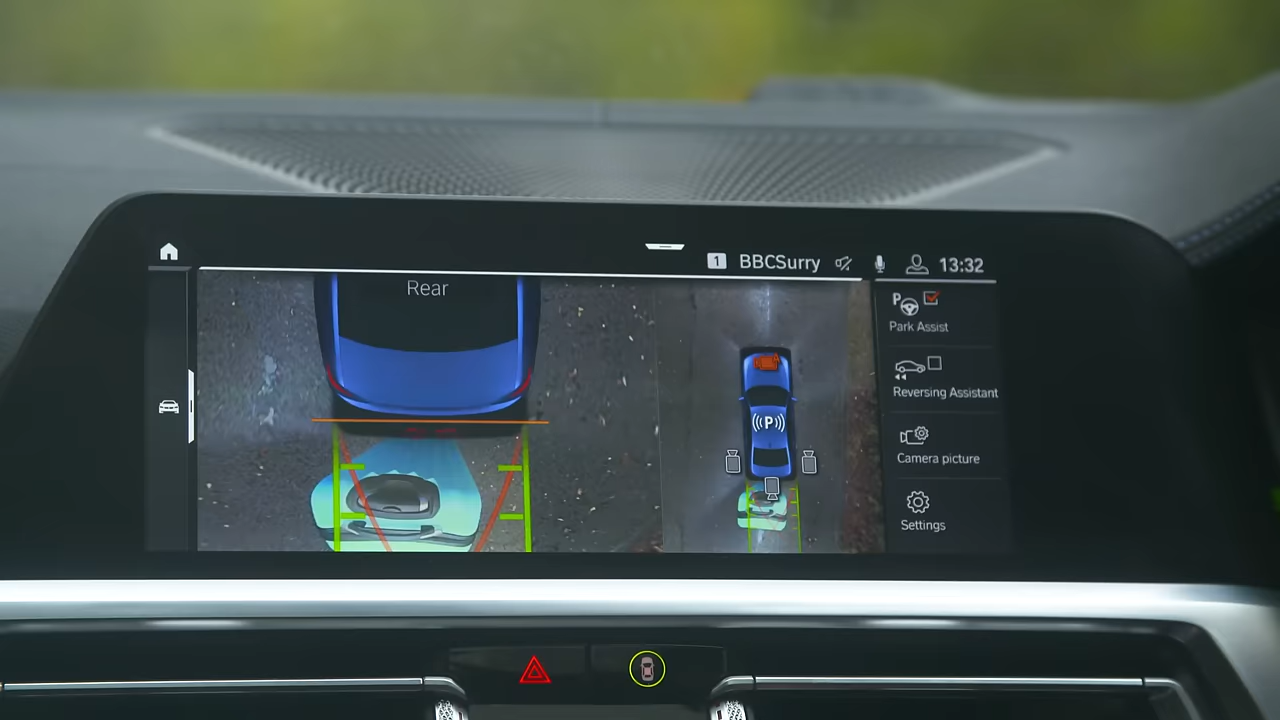 1 BBCSurry 13:32
Rear
P
Park Assist
Reversing Assistant
Camera picture
Settings
((P))